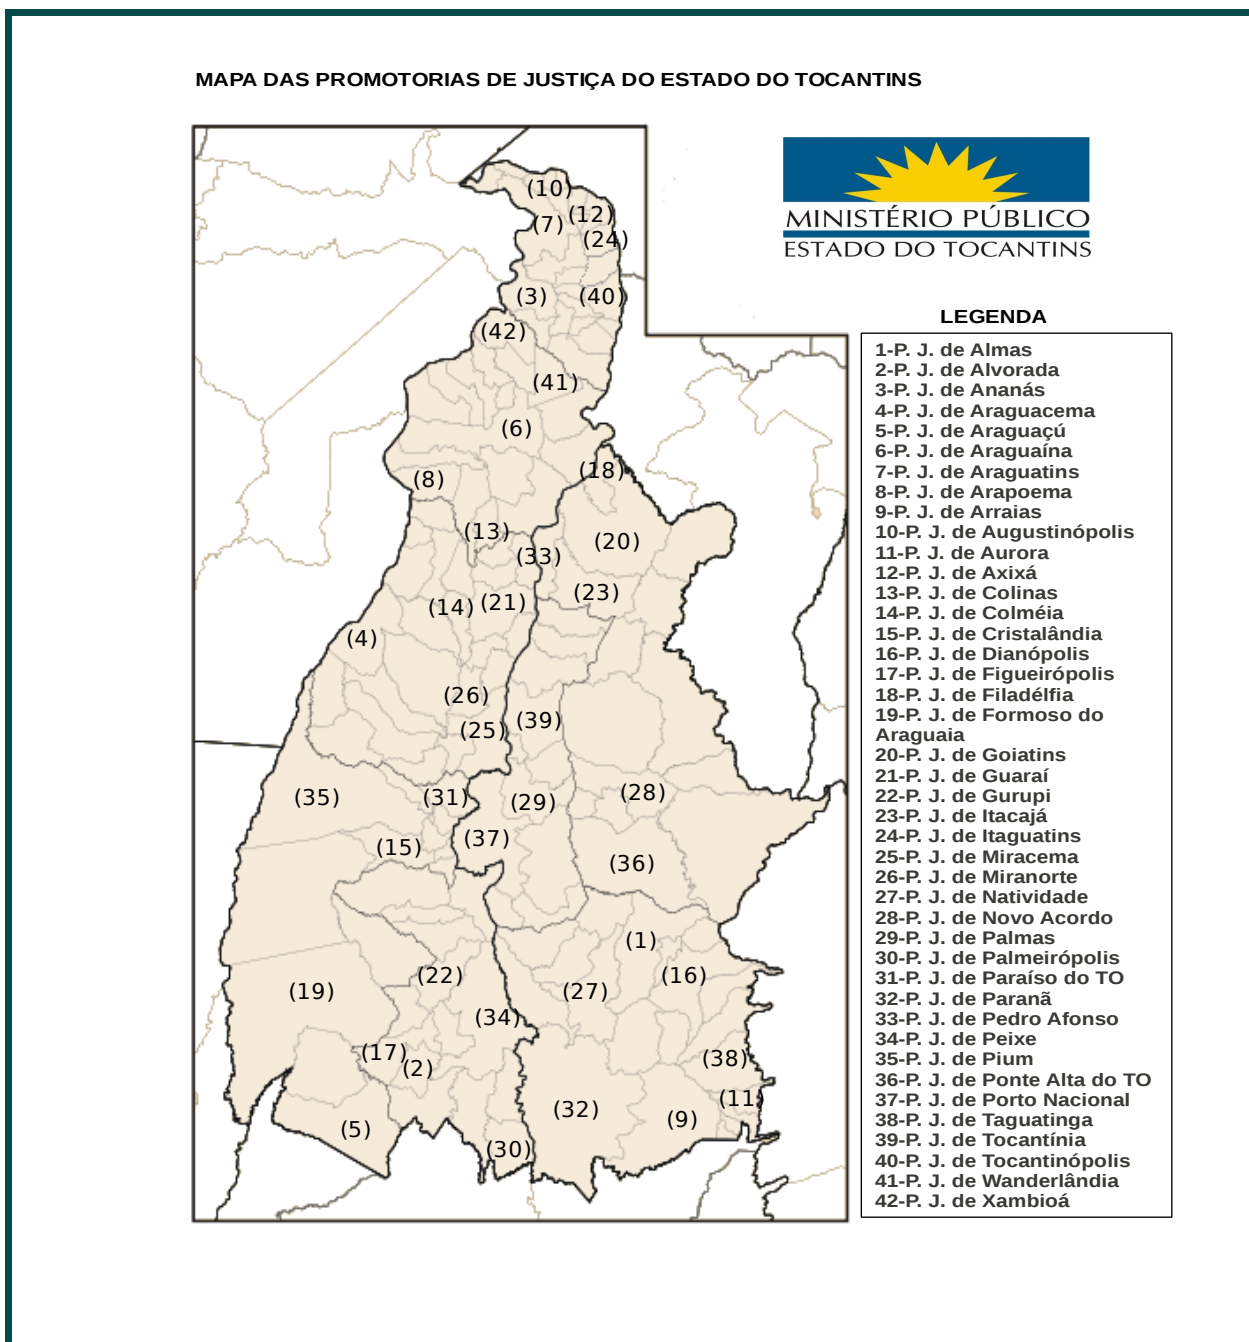 MAPA DAS PROMOTORIAS DE JUSTIÇA DO ESTADO DO TOCANTINS
MINISTÉRIO PÚBLICO
ESTADO DO TOCANTINS
(10)
(12)
(7)
(24)
(3)
(40)
(42)
(41)
(6)
(18)
(8)
(13)
(20)
(33)
(23)
(14)
(21)
(4)
(26)
(39)
(25)
(35)
(31)
(29)
(28)
(37)
(15)
(36)
(1)
(22)
(16)
(19)
(27)
(34)
(17)
(2)
(38)
(11)
(32)
(9)
(5)
(30)
LEGENDA
1-P. J. de Almas
2-P. J. de Alvorada
3-P. J. de Ananás
4-P. J. de Araguacema
5-P. J. de Araguaçú
6-P. J. de Araguaína
7-P. J. de Araguatins
8-P. J. de Arapoema
9-P. J. de Arraias
10-P. J. de Augustinópolis
11-P. J. de Aurora
12-P. J. de Axixá
13-P. J. de Colinas
14-P. J. de Colméia
15-P. J. de Cristalândia
16-P. J. de Dianópolis
17-P. J. de Figueirópolis
18-P. J. de Filadélfia
19-P. J. de Formoso do
Araguaia
20-P. J. de Goiatins
21-P. J. de Guaraí
22-P. J. de Gurupi
23-P. J. de Itacajá
24-P. J. de Itaguatins
25-P. J. de Miracema
26-P. J. de Miranorte
27-P. J. de Natividade
28-P. J. de Novo Acordo
29-P. J. de Palmas
30-P. J. de Palmeirópolis
31-P. J. de Paraíso do TO
32-P. J. de Paranã
33-P. J. de Pedro Afonso
34-P. J. de Peixe
35-P. J. de Pium
36-P. J. de Ponte Alta do TO
37-P. J. de Porto Nacional
38-P. J. de Taguatinga
39-P. J. de Tocantínia
40-P. J. de Tocantinópolis
41-P. J. de Wanderlândia
42-P. J. de Xambioá